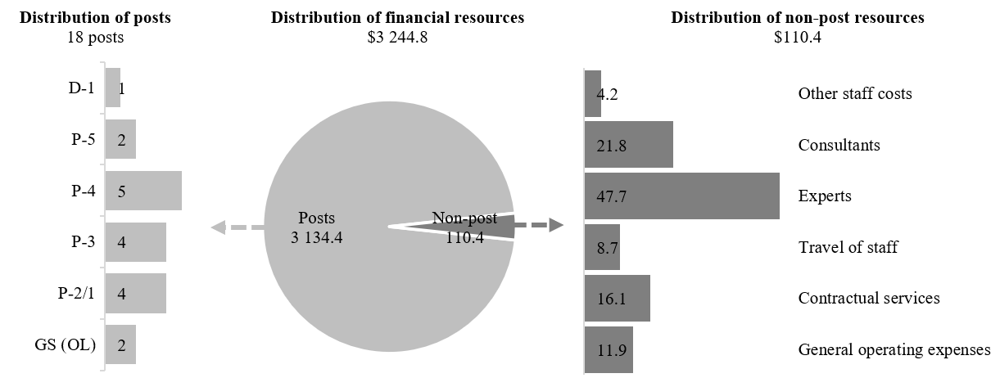 Distribution of posts
18 posts
D-1 1
P-5 2
P-4 5
P-3 4
P-2/1 4
GS (OL) 2
Distribution of financial resources
$3 244.8
Posts
3 134.4
Non-post
110.4
Distribution of non-post resources
$110.4
4.2 Other staff costs
21.8 Consultants
47.7 Experts
8.7 Travel of staff
16.1 Contractual services
11.9 General operating expenses